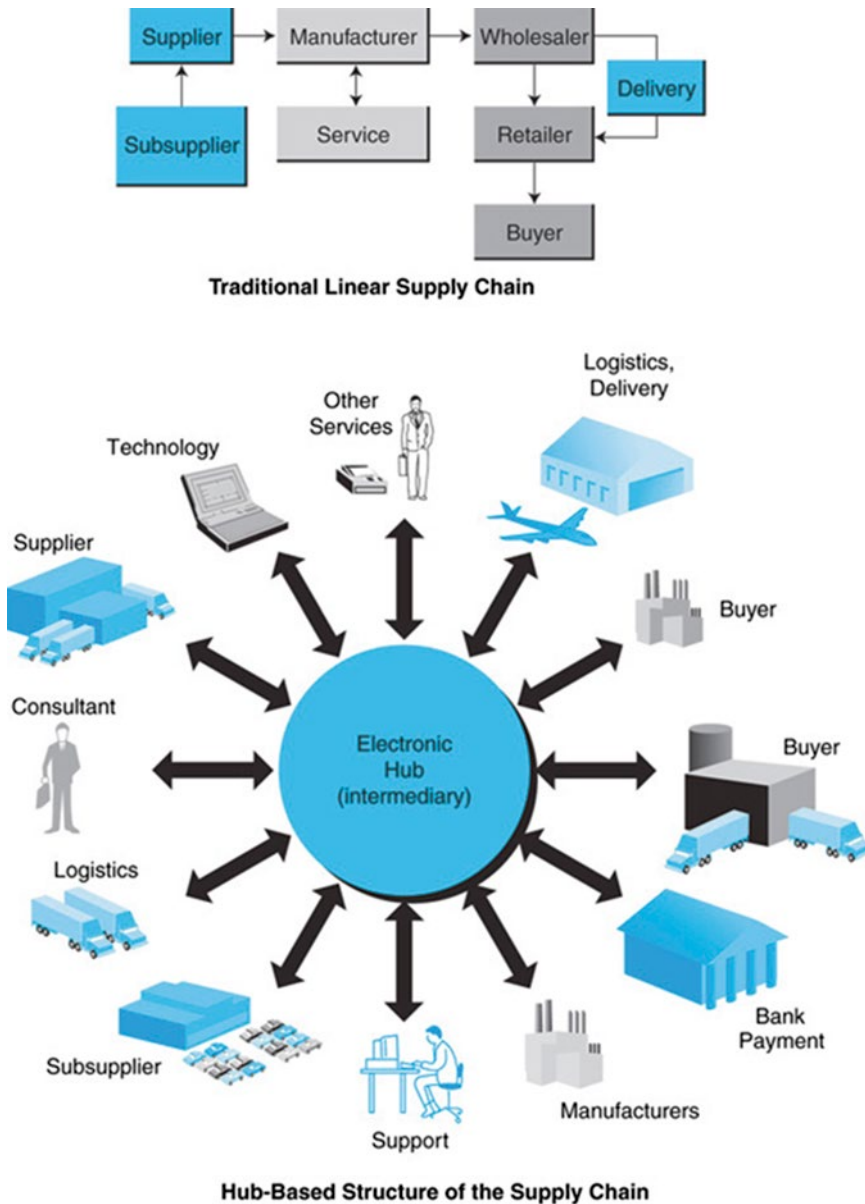 Supplier
Manufacturer
Wholesaler
Delivery
Subsupplier
Service
Retailer
Buyer
Traditional Linear Supply Chain
Logistics,
Delivery
Other
Services
Technology
Supplier
Buyer
Consultant
Electronic
Hub
(intermediary)
Buyer
Logistics
Bank
Payment
Subsupplier
Manufacturers
Support
Hub-Based Structure of the Supply Chain